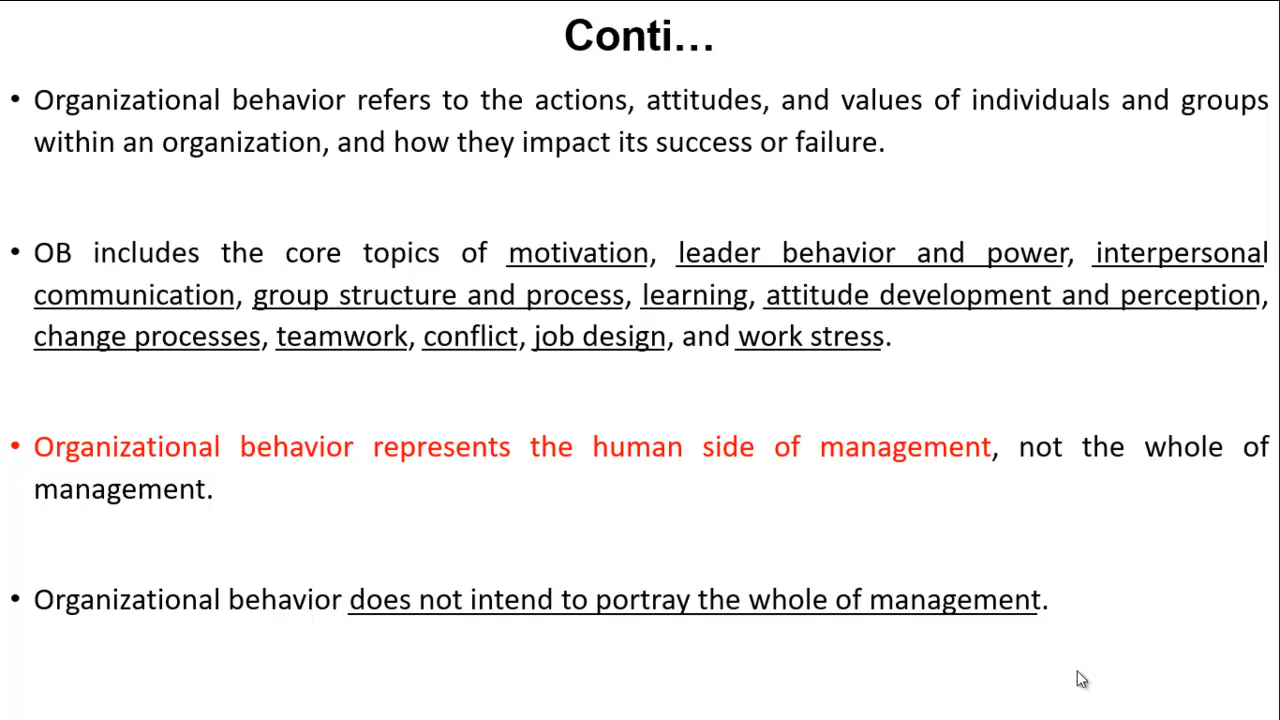 Conti...
• Organizational behavior refers to the actions, attitudes, and values of individuals and groups
within an organization, and how they impact its success or failure.
• OB includes the core topics of motivation, leader behavior and power, interpersonal
communication, group structure and process, learning, attitude development and perception,
change processes, teamwork, conflict, job design, and work stress.
• Organizational behavior represents the human side of management, not the whole of
management.
• Organizational behavior does not intend to portray the whole of management.